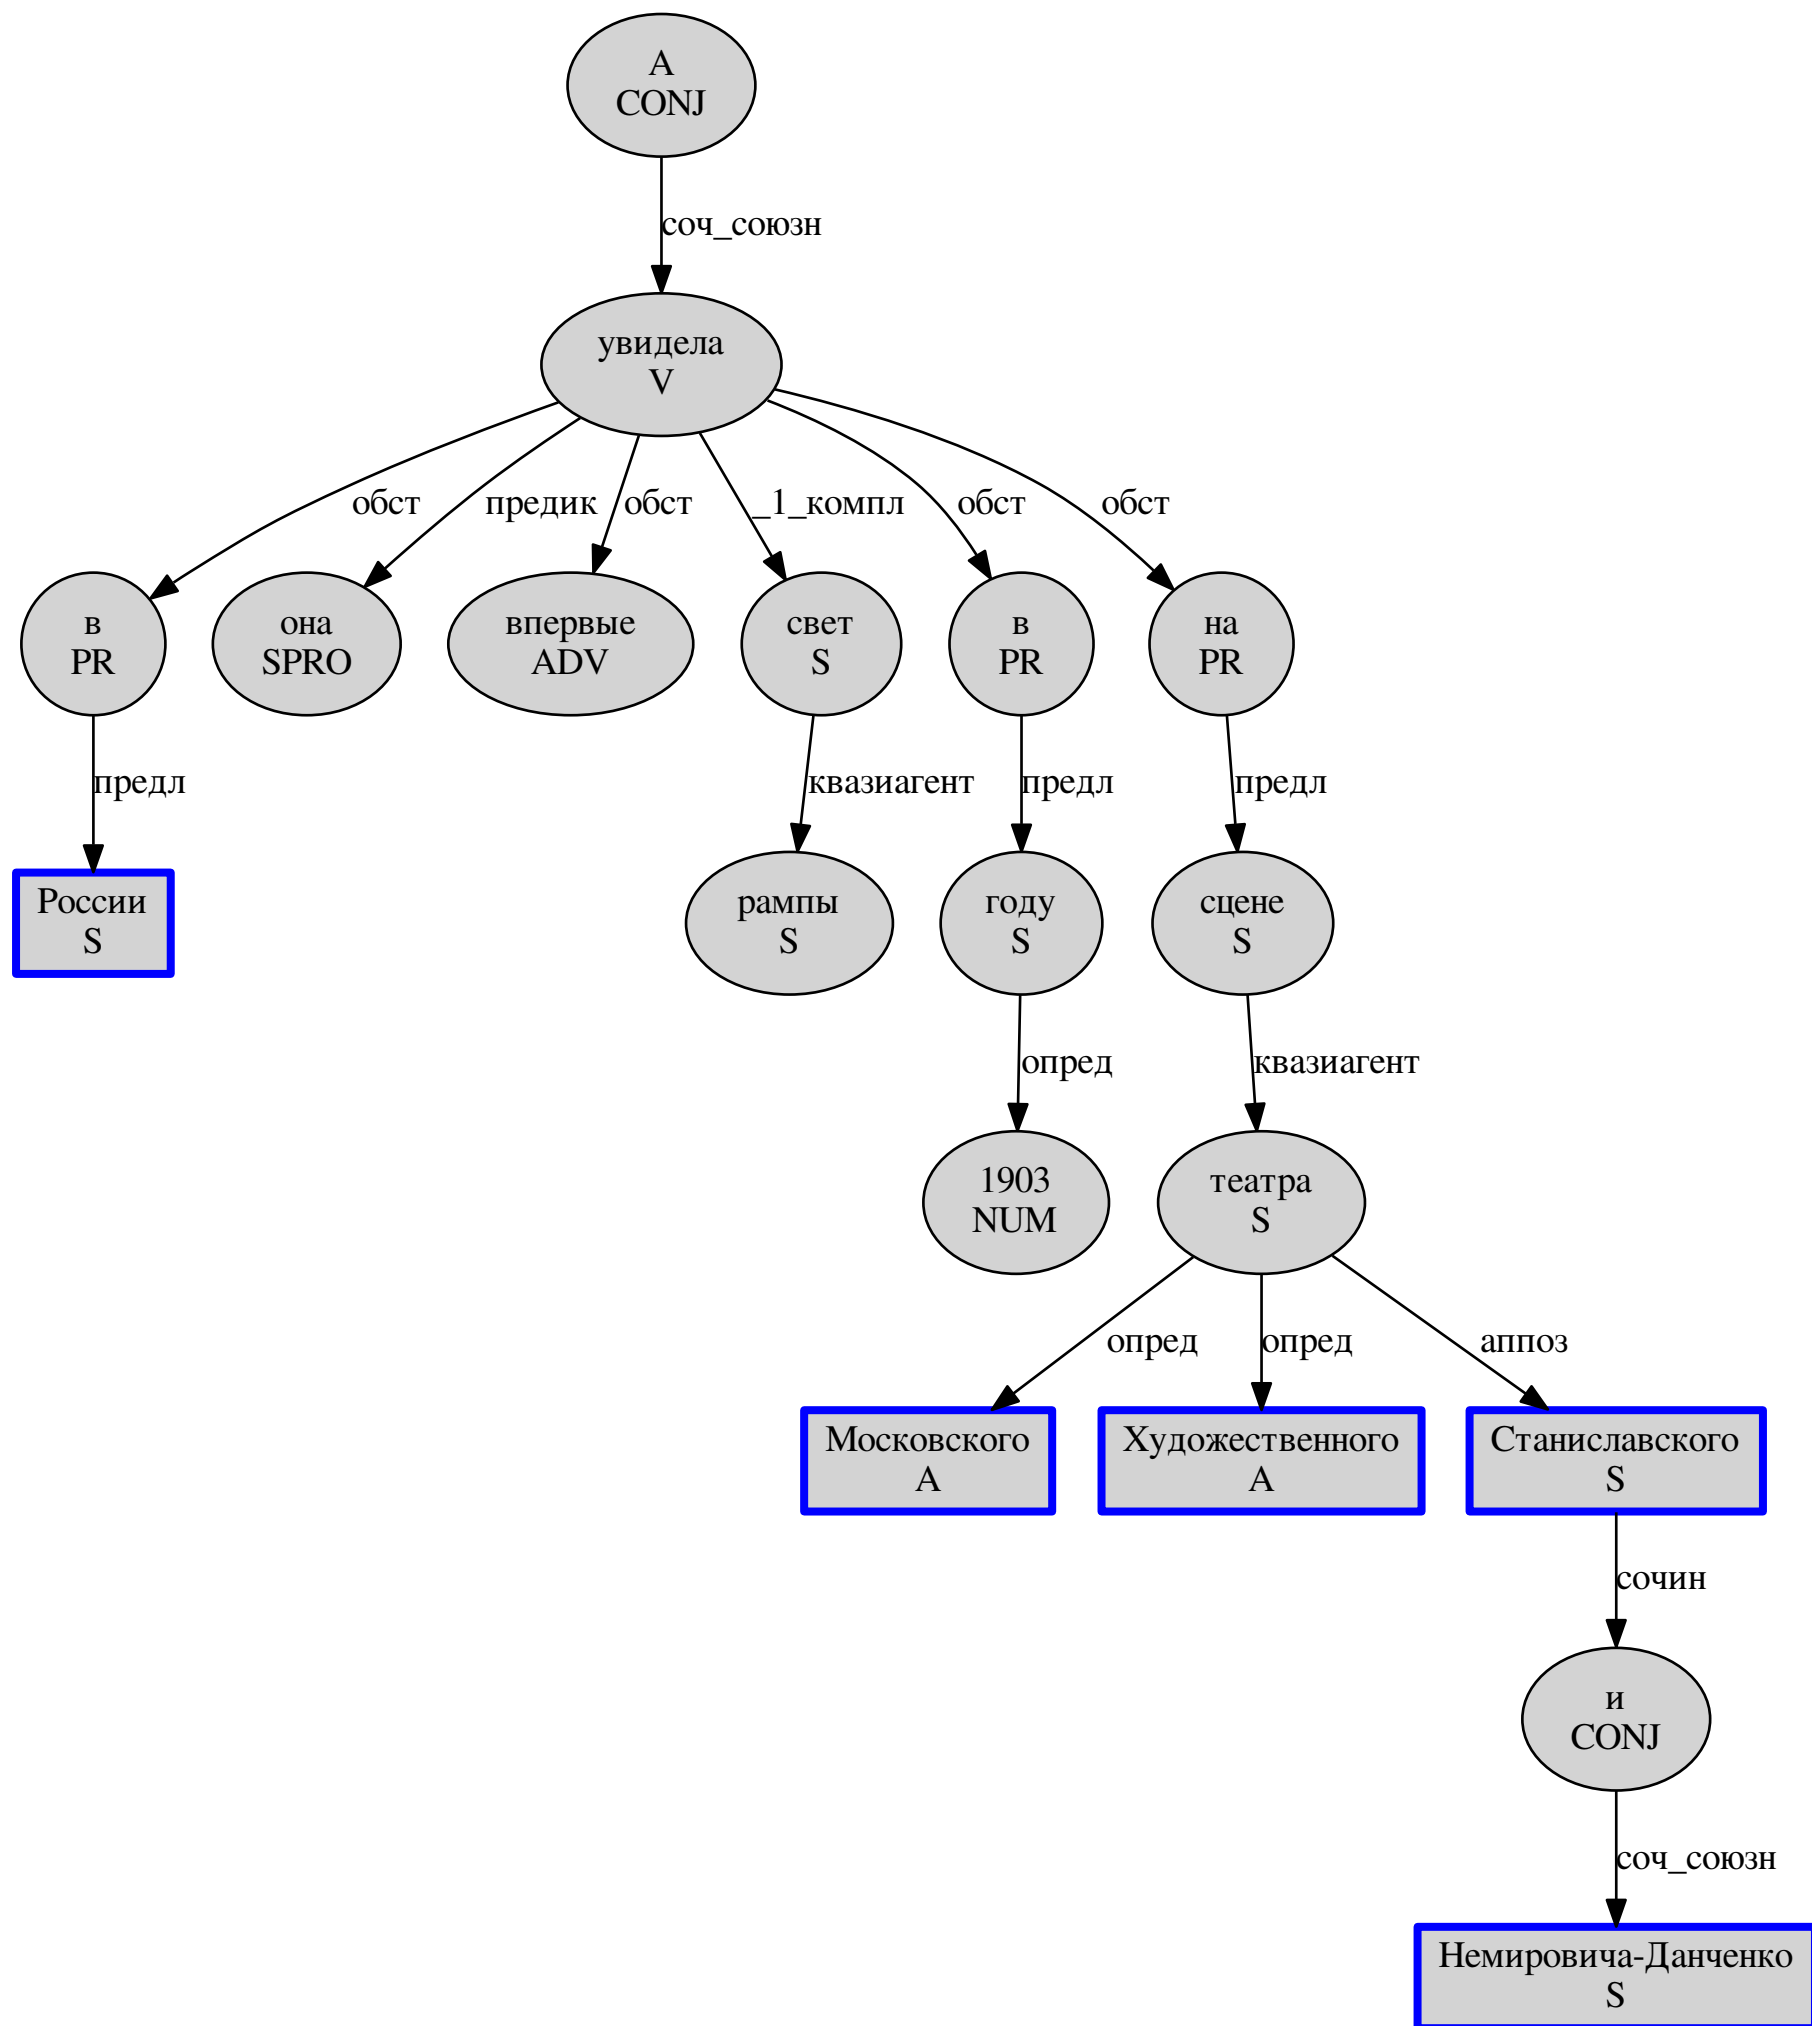 А
CONJ
соч_союзн
увидела
V
обст
предик
обст
_1_компл
обст
обст
в
PR
она
SPRO
впервые
ADV
свет
S
в
PR
на
PR
предл
квазиагент
предл
предл
России
S
рампы
S
году
S
сцене
S
опред
квазиагент
1903
NUM
театра
S
опред
опред
аппоз
Московского
A
Художественного
A
Станиславского
S
сочин
и
CONJ
соч_союзн
Немировича-Данченко
S